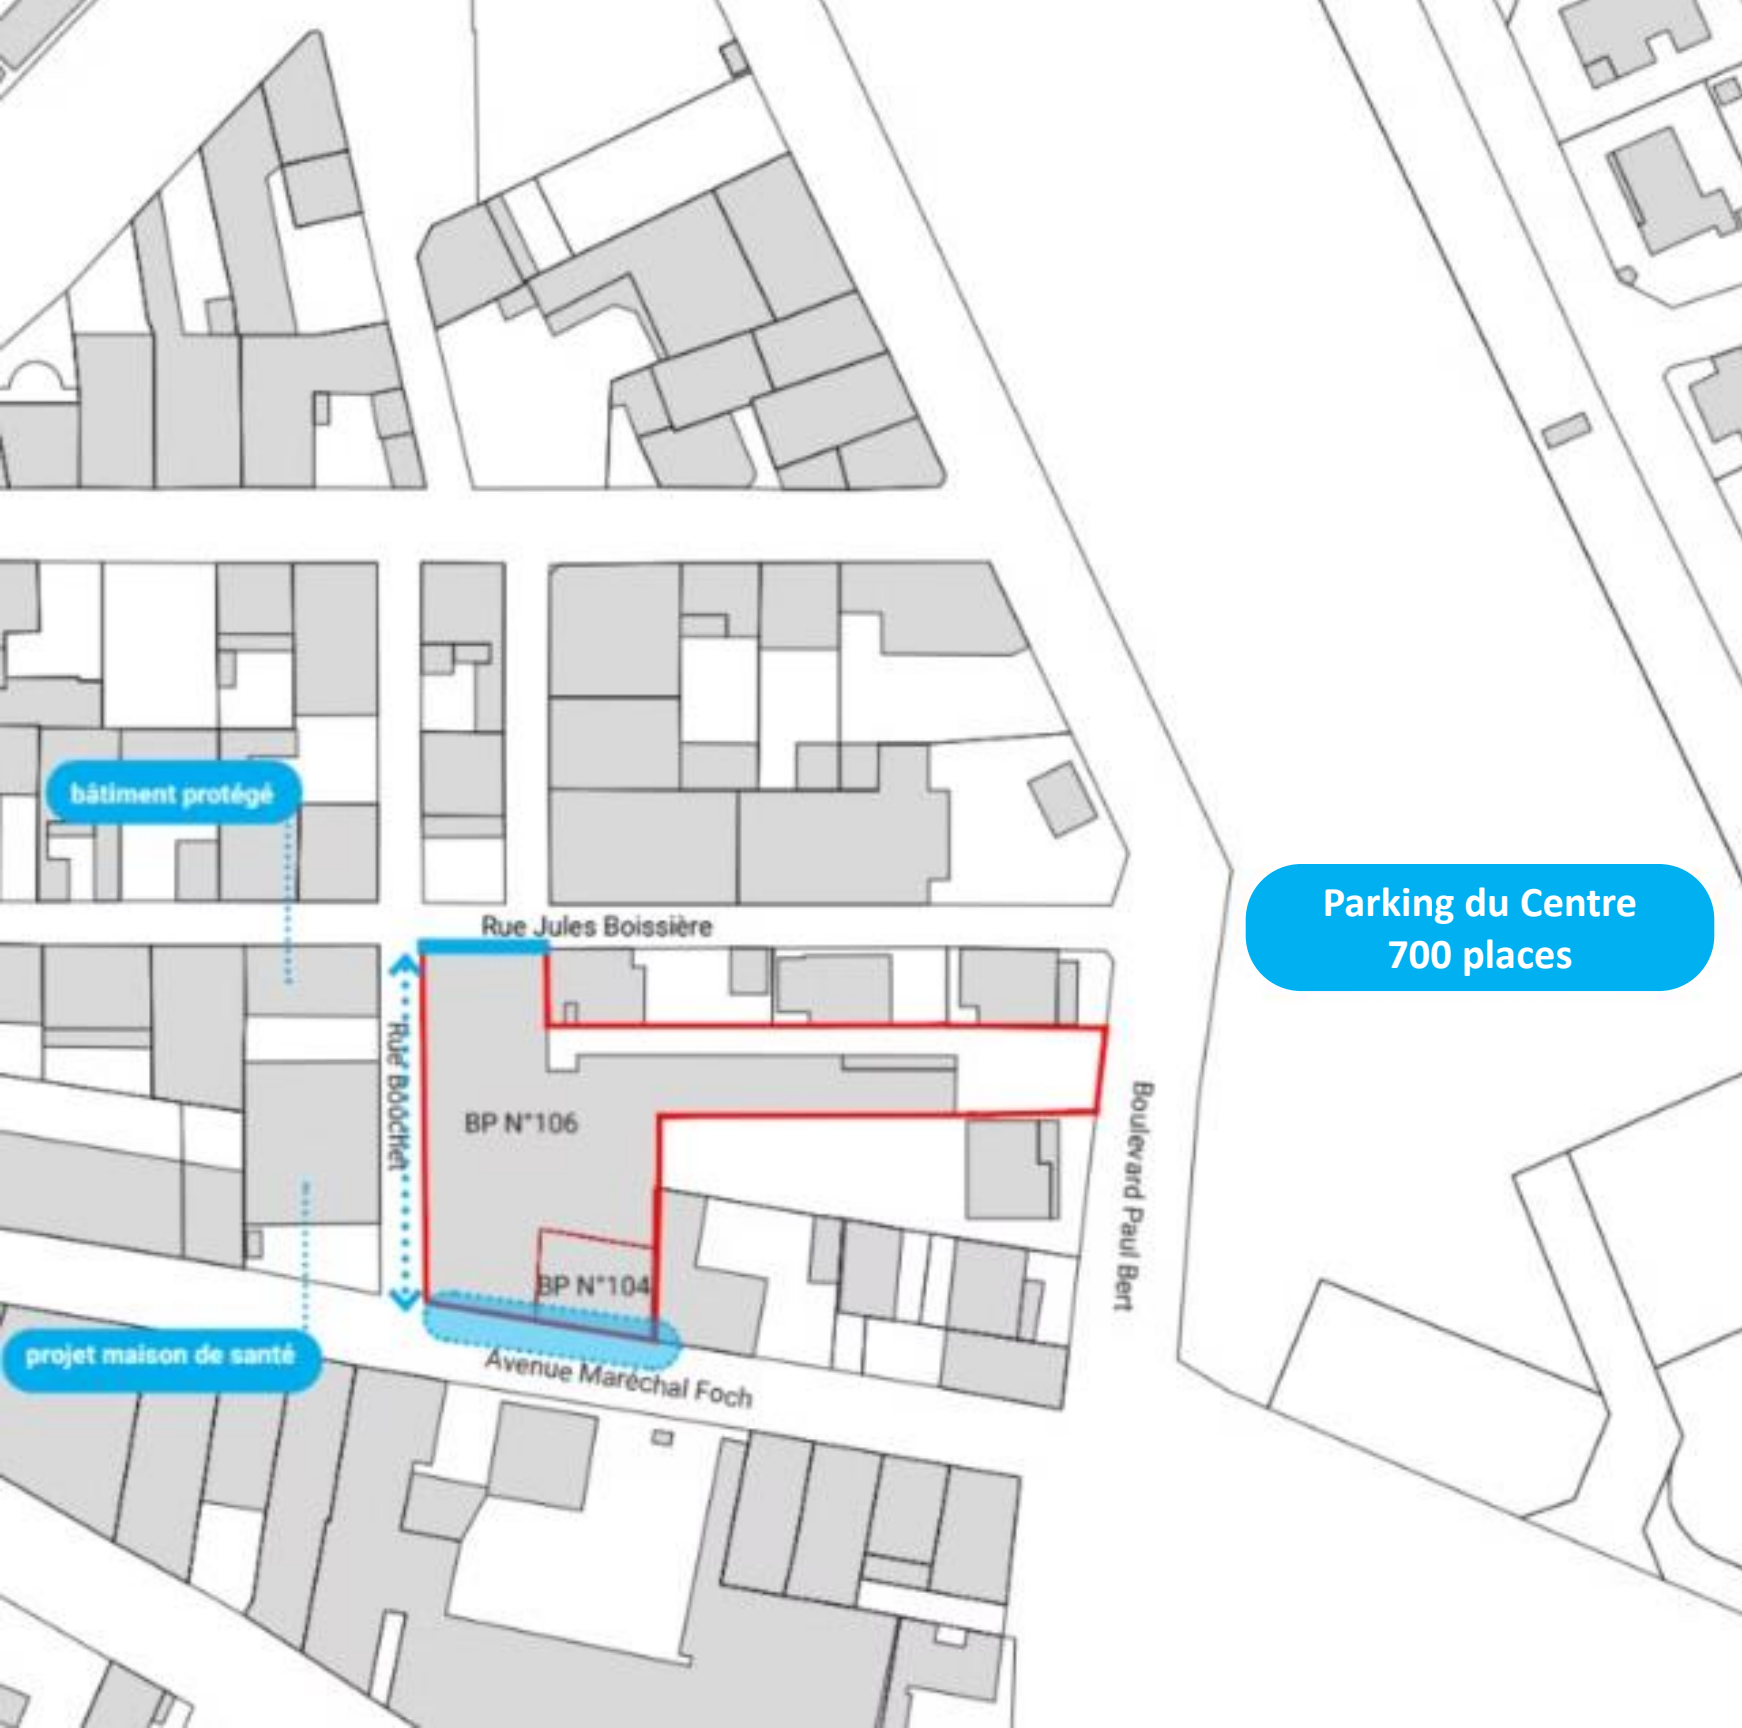 bâtiment protégé
Parking du Centre
700 places
Rue Jules Boissière
Rue Boochet
BP N°106
Boulevard Paul Bert
BP N°104
projet maison de santé
Avenue Maréchal Foch